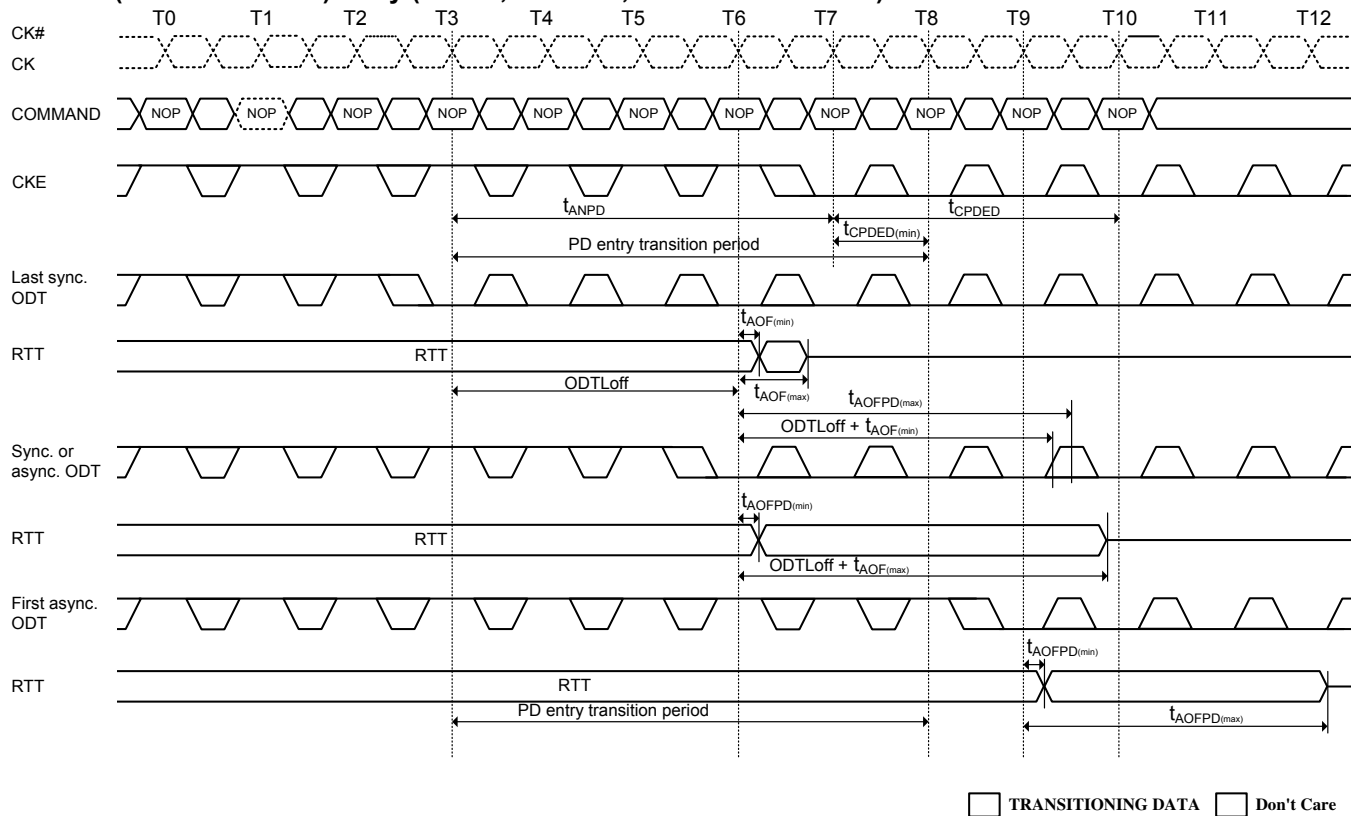 T0 T1 T2 T3 T4 T5 T6 T7 T8 T9 T10 T11 T12
CK#
CK
COMMAND NOP NOP NOP NOP NOP NOP NOP NOP NOP NOP NOP
CKE
tANPD tCPDED
tCPDED(min)
PD entry transition period
Last sync.
ODT
tAOF(min)
RTT RTT
ODTLoff tAOF(max)
tAOFPD(max)
ODTLoff + tAOF(min)
Sync. or
async. ODT
tAOFPD(min)
RTT RTT
ODTLoff + tAOF(max)
First async.
ODT
tAOFPD(min)
RTT RTT
PD entry transition period tAOFPD(max)
TRANSITIONING DATA Don't Care